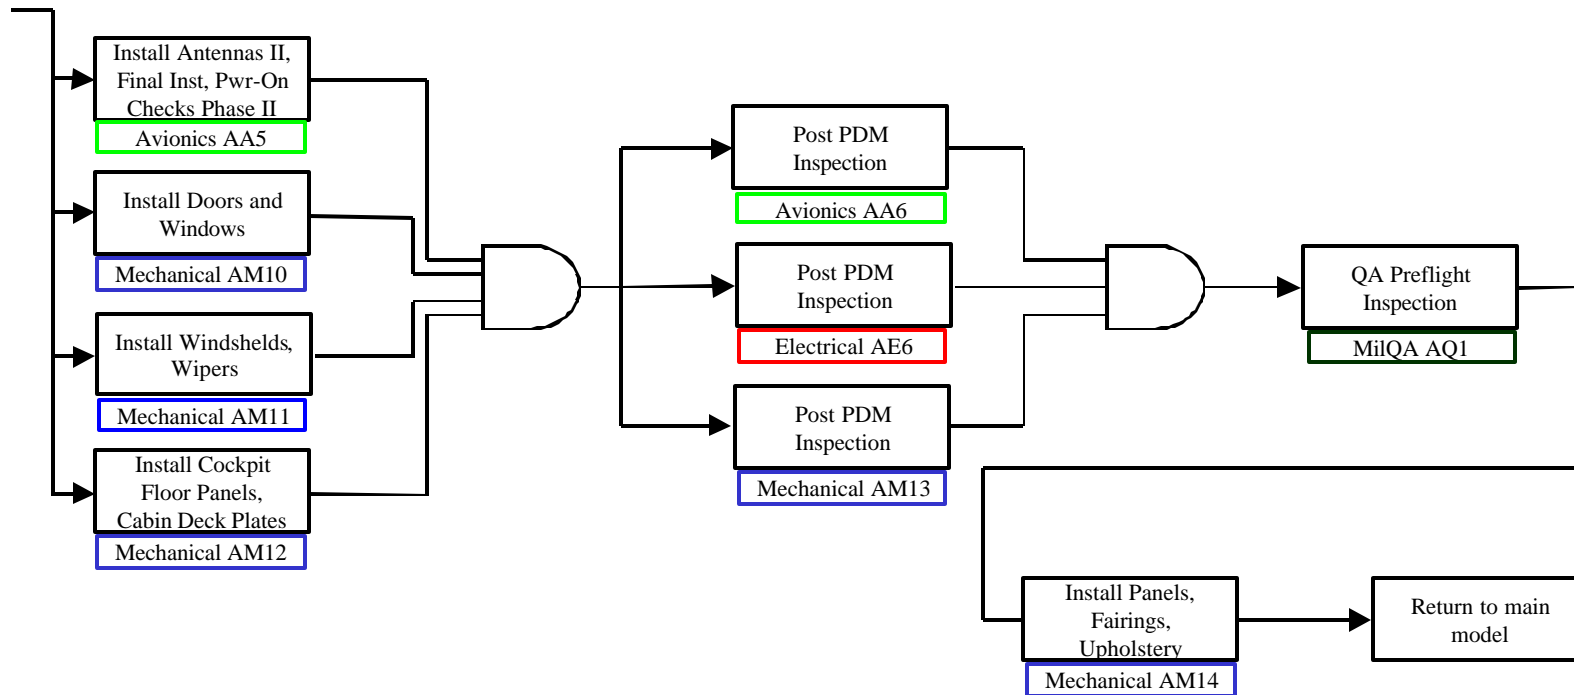 Install Antennas II,
Final Inst, Pwr-On
Checks Phase II
Avionics AA5
Install Doors and
Windows
Mechanical AM10
Install Windshelds,
Wipers
Mechanical AM11
Install Cockpit
Floor Panels,
Cabin Deck Plates
Mechanical AM12
Post PDM
Inspection
Avionics AA6
Post PDM
Inspection
Electrical AE6
Post PDM
Inspection
Mechanical AM13
QA Preflight
Inspection
MilQA AQ1
Install Panels,
Fairings,
Upholstery
Mechanical AM14
Return to main
model